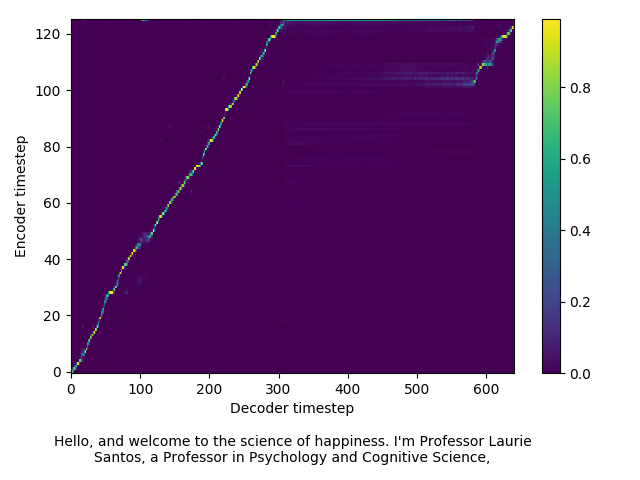 120
100
80
60
40
20
0
Encoder timestep
0 100 200 300 400 500 600
Decoder timestep
0.8
0.6
0.4
0.2
0.0
Hello, and welcome to the science of happiness. I'm Professor Laurie
Santos, a Professor in Psychology and Cognitive Science,